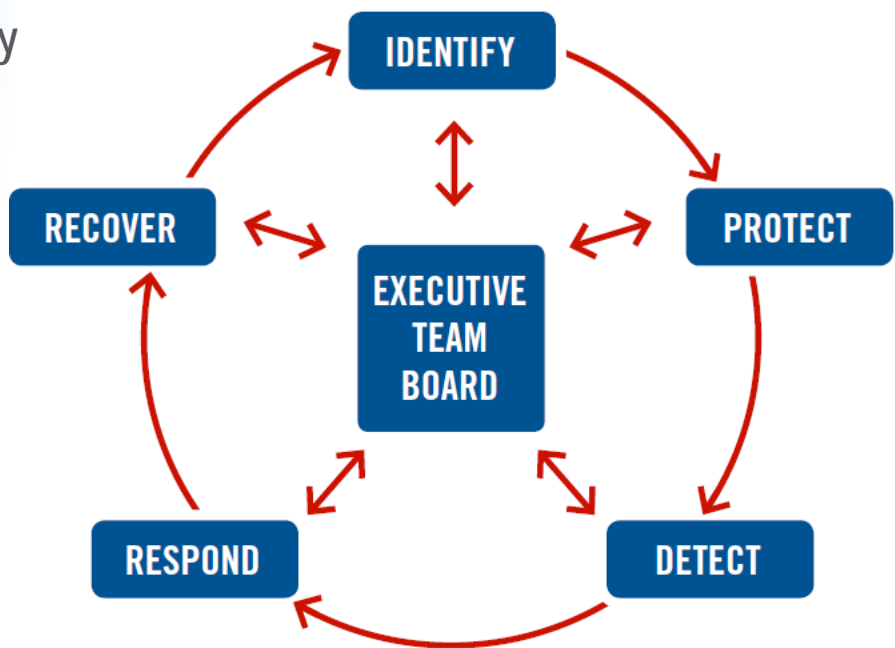 y
IDENTIFY
RECOVER
PROTECT
EXECUTIVE
TEAM
BOARD
RESPOND
DETECT